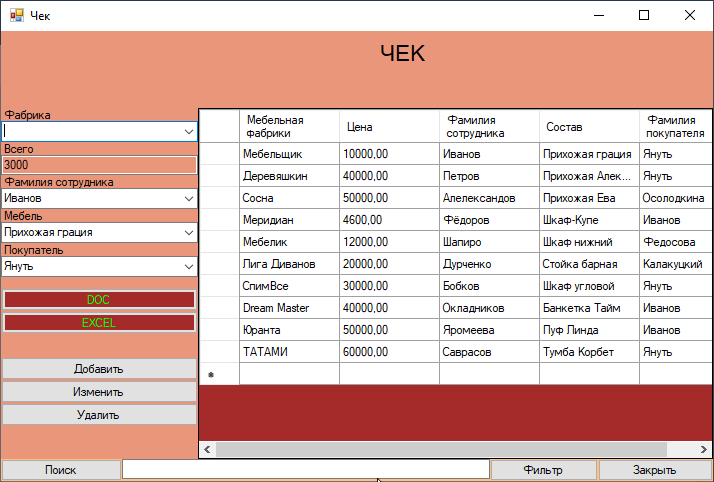 Чек
ЧЕК
Фабрика
Всего
3000
Фамилия сотрудника
Иванов
Мебель
Прихожая грация
Покупатель
Януть
DOC
EXCEL
Добавить
Изменить
Удалить
Мебельная фабрики Цена Фамилия сотрудника Состав Фамилия покупателя
Мебельщик 10000,00 Иванов Прихожая грация Януть
Деревяшкин 40000,00 Петров Прихожая Алек... Януть
Сосна 50000,00 Апелександов Прихожая Ева Осолодкина
Меридиан 4600,00 Фёдоров Шкаф-Купе Иванов
Мебелик 12000,00 Шапиро Шкаф нижний Федосова
Лига Диванов 20000,00 Дурченко Стойка барная Калакуцкий
СпимВсе 30000,00 Бобков Шкаф угловой Януть
Dream Master 40000,00 Окладников Банкетка Тайм Иванов
Юранта 50000,00 Яромеева Пуф Линда Иванов
ТАТАМИ 60000,00 Саврасов Тумба Корбет Януть
Поиск Фильтр Закрыть